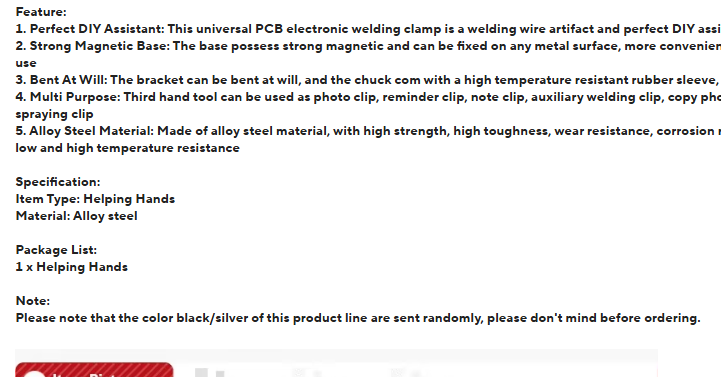 Feature:
1. Perfect DIY Assistant: This universal PCB electronic welding clamp is a welding wire artifact and perfect DIY
2. Strong Magnetic Base: The base possess strong magnetic and can be fixed on any metal surface, more
use
3. Bent At Will: The bracket can be bent at will, and the chuck com with a high temperature resistant rubber sleeve,
4. Multi Purpose: Third hand tool can be used as photo clip, reminder clip, note clip, auxiliary welding clip, copy
spraying clip
5. Alloy Steel Material: Made of alloy steel material, with high strength, high toughness, wear resistance, corrosion
low and high temperature resistance
Specification:
Item Type: Helping Hands
Material: Alloy steel
Package List:
1 x Helping Hands
Note:
Please note that the color black/silver of this product line are sent randomly, please don't mind before ordering.